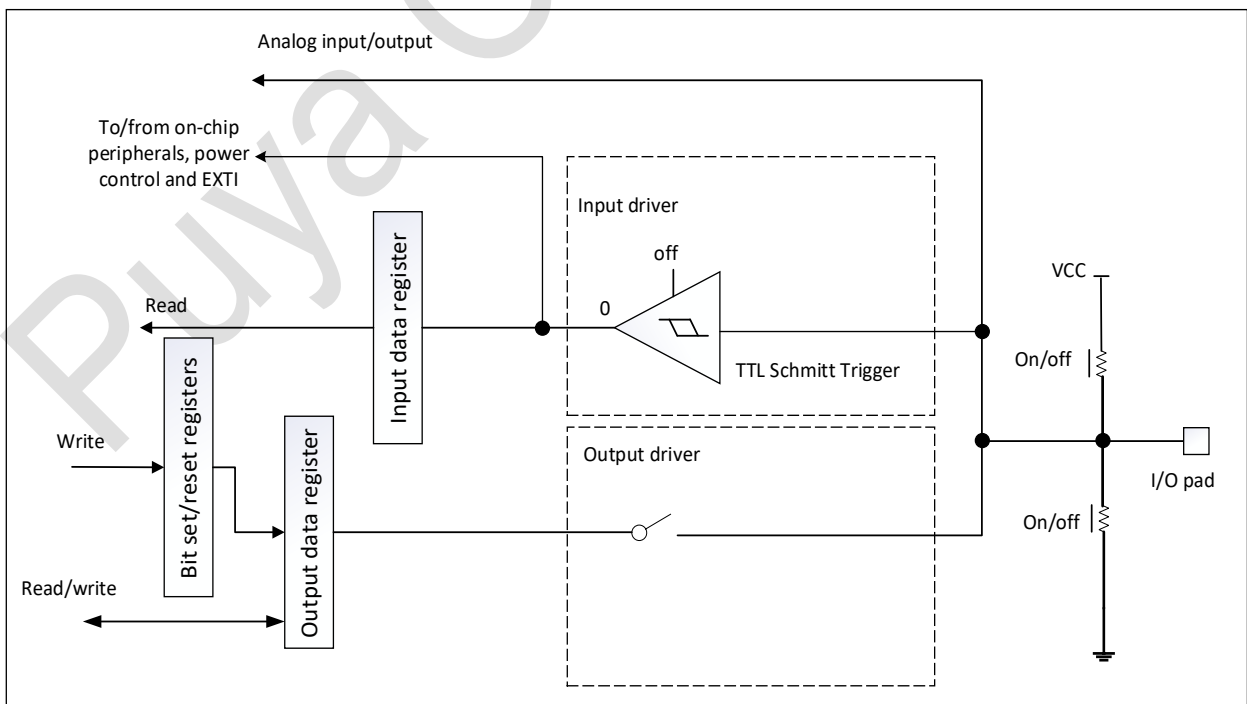 Analog input/output
To/from on-chip
peripherals, power
control and EXTI
Input driver
off
0
TTL Schmitt Trigger
Input data register
Read
Bit set/reset registers
Write
Output data register
Read/write
Output driver
VCC
On/off
I/O pad
On/off
Puya C